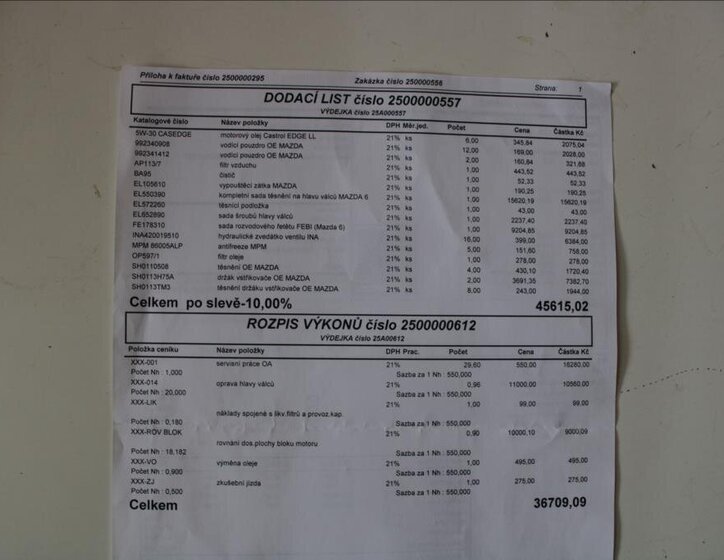 Příloha k faktuře číslo 2500000295 Zakázka číslo 2500000556 Strana: 1
DODACÍ LIST číslo 2500000557
VÝDEJKA číslo 25A000557
Katalogové číslo Název položky DPH Měr.jed. Počet Cena Částka Kč
5W-30 CASEDGE motorový olej Castrol EDGE LL 21% ks 6,00 345,84 2075,04
992340908 vodící pouzdro OE MAZDA 21% ks 12,00 169,00 2028,00
992341412 vodící pouzdro OE MAZDA 21% ks 2,00 160,84 321,68
AP113/7 filtr vzduchu 21% ks 1,00 443,52 443,52
BA95 čistič 21% ks 1,00 52,33 52,33
EL105610 vypouštěcí zátka MAZDA 21% ks 1,00 190,25 190,25
EL550390 kompletní sada těsnění na hlavu válců MAZDA 6 21% ks 1,00 15620,19 15620,19
EL572260 těsnící podložka 21% ks 1,00 43,00 43,00
EL652890 sada šroubů hlavy válců 21% ks 1,00 2237,40 2237,40
FE178310 sada rozvodového řetětu FEBI (Mazda 6) 21% ks 1,00 9204,85 9204,85
INA420019510 hydraulické zvedátko ventilu INA 21% ks 16,00 399,00 6384,00
MPM 86005ALP antifreeze MPM 21% ks 5,00 151,60 758,00
OP597/1 filtr oleje 21% ks 1,00 278,00 278,00
SH0110508 těsnění OE MAZDA 21% ks 4,00 430,10 1720,40
SH0113H75A držák vstřikovače OE MAZDA 21% ks 2,00 3691,35 7382,70
SH0113TM3 těsnění držáku vstřikovače OE MAZDA 21% ks 8,00 243,00 1944,00
Celkem po slevě-10,00% 45615,02
ROZPIS VÝKONŮ číslo 2500000612
VÝDEJKA číslo 25A00612
Položka ceníku Název položky DPH Prac. Počet Cena Částka Kč
XXX-001 servisní práce OA 21% 29,60 550,00 16280,00
Počet Nh : 1,000 Sazba za 1 Nh : 550,000
XXX-014 oprava hlavy válců 21% 0,96 11000,00 10560,00
Počet Nh : 20,000 Sazba za 1 Nh : 550,000
XXX-LIK 21% 1,00 99,00 99,00
náklady spojené s likv.filtrů a provoz.kap.
Počet Nh : 0,180 Sazba za 1 Nh : 550,000
XXX-ROV BLOK 21% 0,90 10000,10 9000,09
rovnání dos.plochy bloku motoru
Počet Nh : 18,182 Sazba za 1 Nh : 550,000
XXX-VO výměna oleje 21% 1,00 495,00 495,00
Počet Nh : 0,900 Sazba za 1 Nh : 550,000
XXX-ZJ zkušební jízda 21% 1,00 275,00 275,00
Počet Nh : 0,500 Sazba za 1 Nh : 550,000
Celkem 36709,09